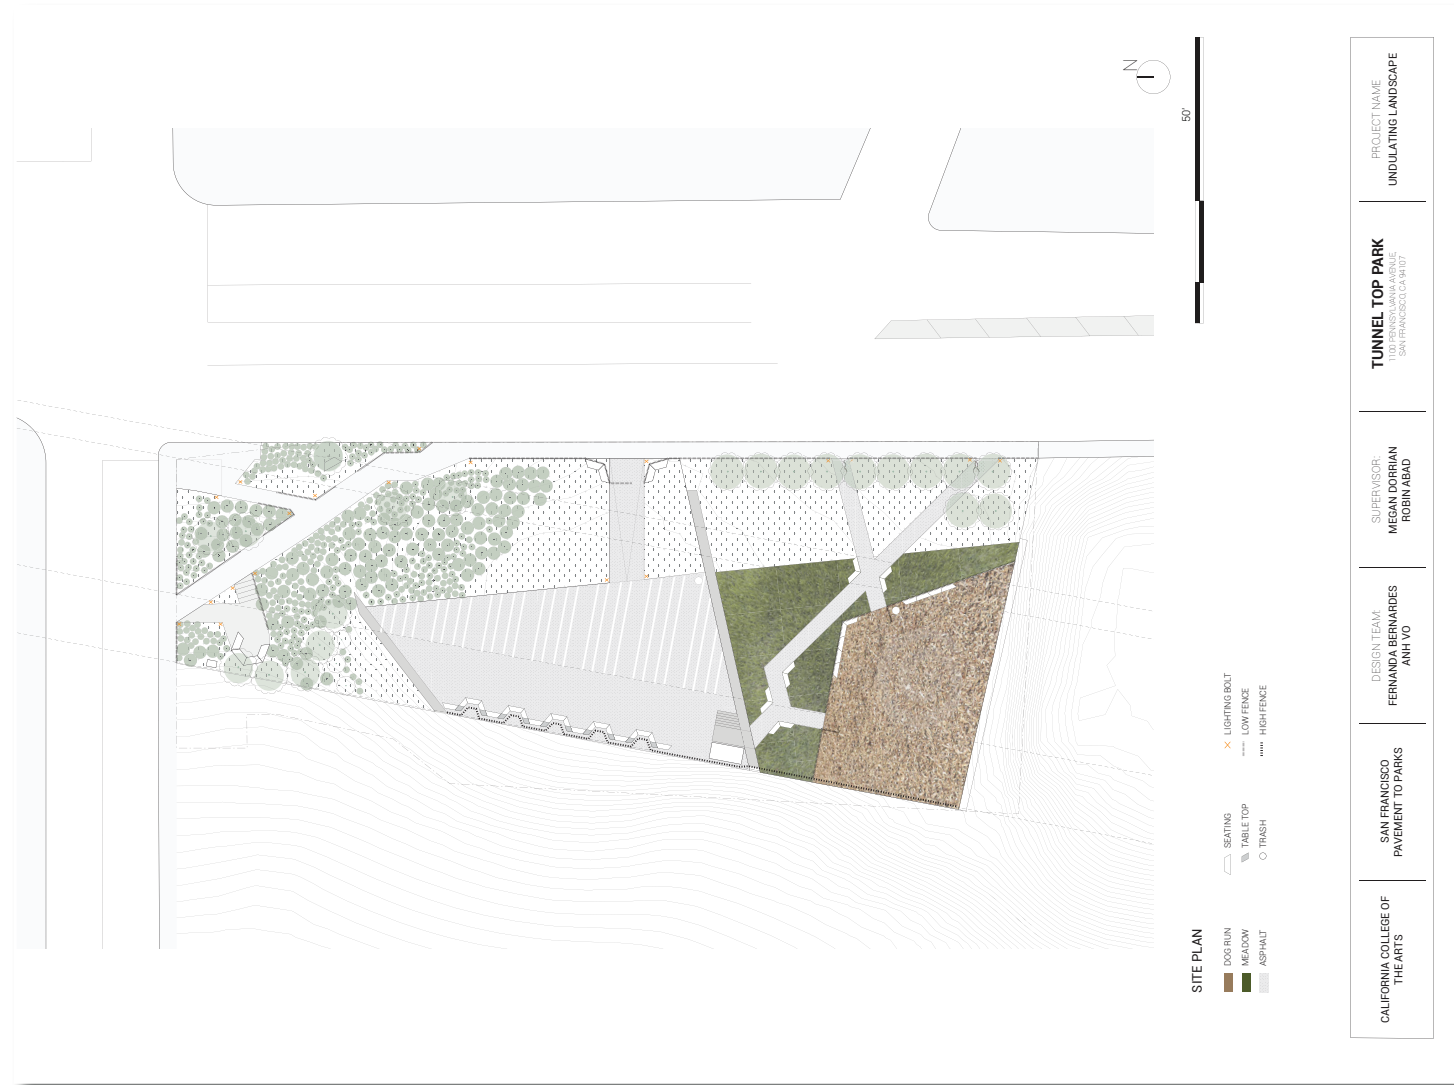 N
50'
SITE PLAN
DOG RUN
MEADOW
ASPHALT
SEATING
TABLE TOP
TRASH
LIGHTING BOLT
LOW FENCE
HIGH FENCE
CALIFORNIA COLLEGE OF
THE ARTS
SAN FRANCISCO
PAVEMENT TO PARKS
DESIGN TEAM:
FERNANDA BERNARDES
ANH VO
SUPERVISOR:
MEGAN DORRIAN
ROBIN ABAD
TUNNEL TOP PARK
1100 PENNSYLVANIA AVENUE,
SAN FRANCISCO, CA 94107
PROJECT NAME
UNDULATING LANDSCAPE